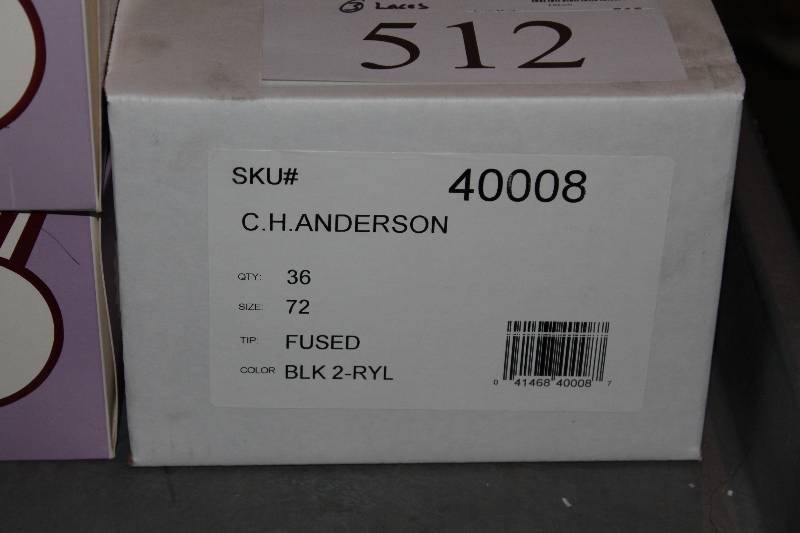 ③ Laces
512
SKU# 40008
C.H.ANDERSON
QTY: 36
SIZE: 72
TIP: FUSED
COLOR BLK 2-RYL
0 41468 40008 7